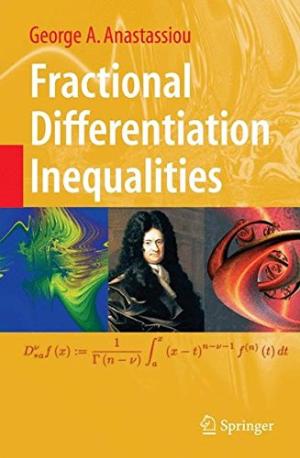 George A. Anastassiou
Fractional
Differentiation
Inequalities
D^ν_{*a} f (x) := 1/Γ (n − ν) ∫_a^x (x − t)^{n−ν−1} f^{(n)} (t) dt
Springer